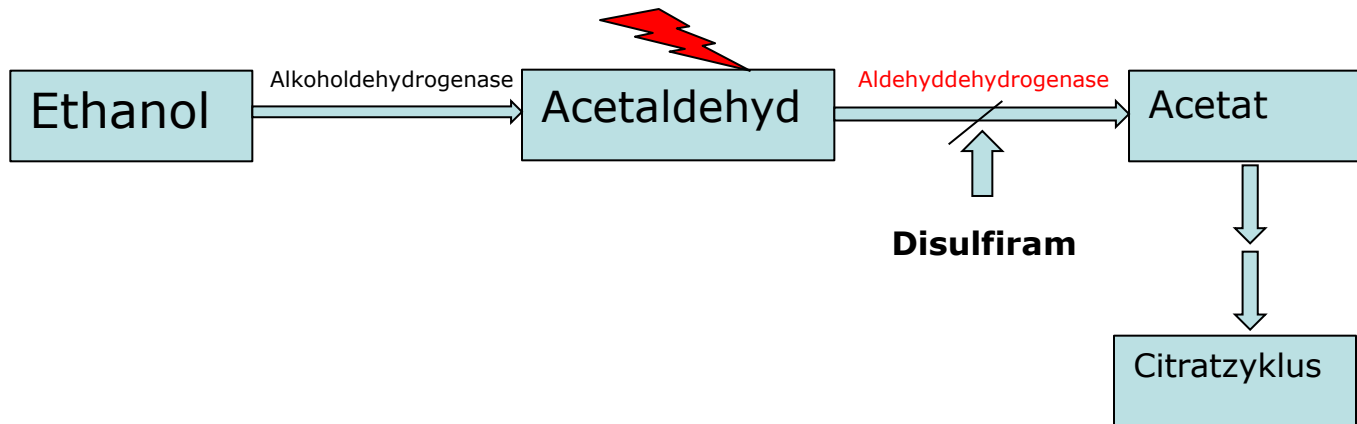 Alkoholdehydrogenase
Aldehyddehydrogenase
Ethanol
Acetaldehyd
Acetat
Disulfiram
Citratzyklus